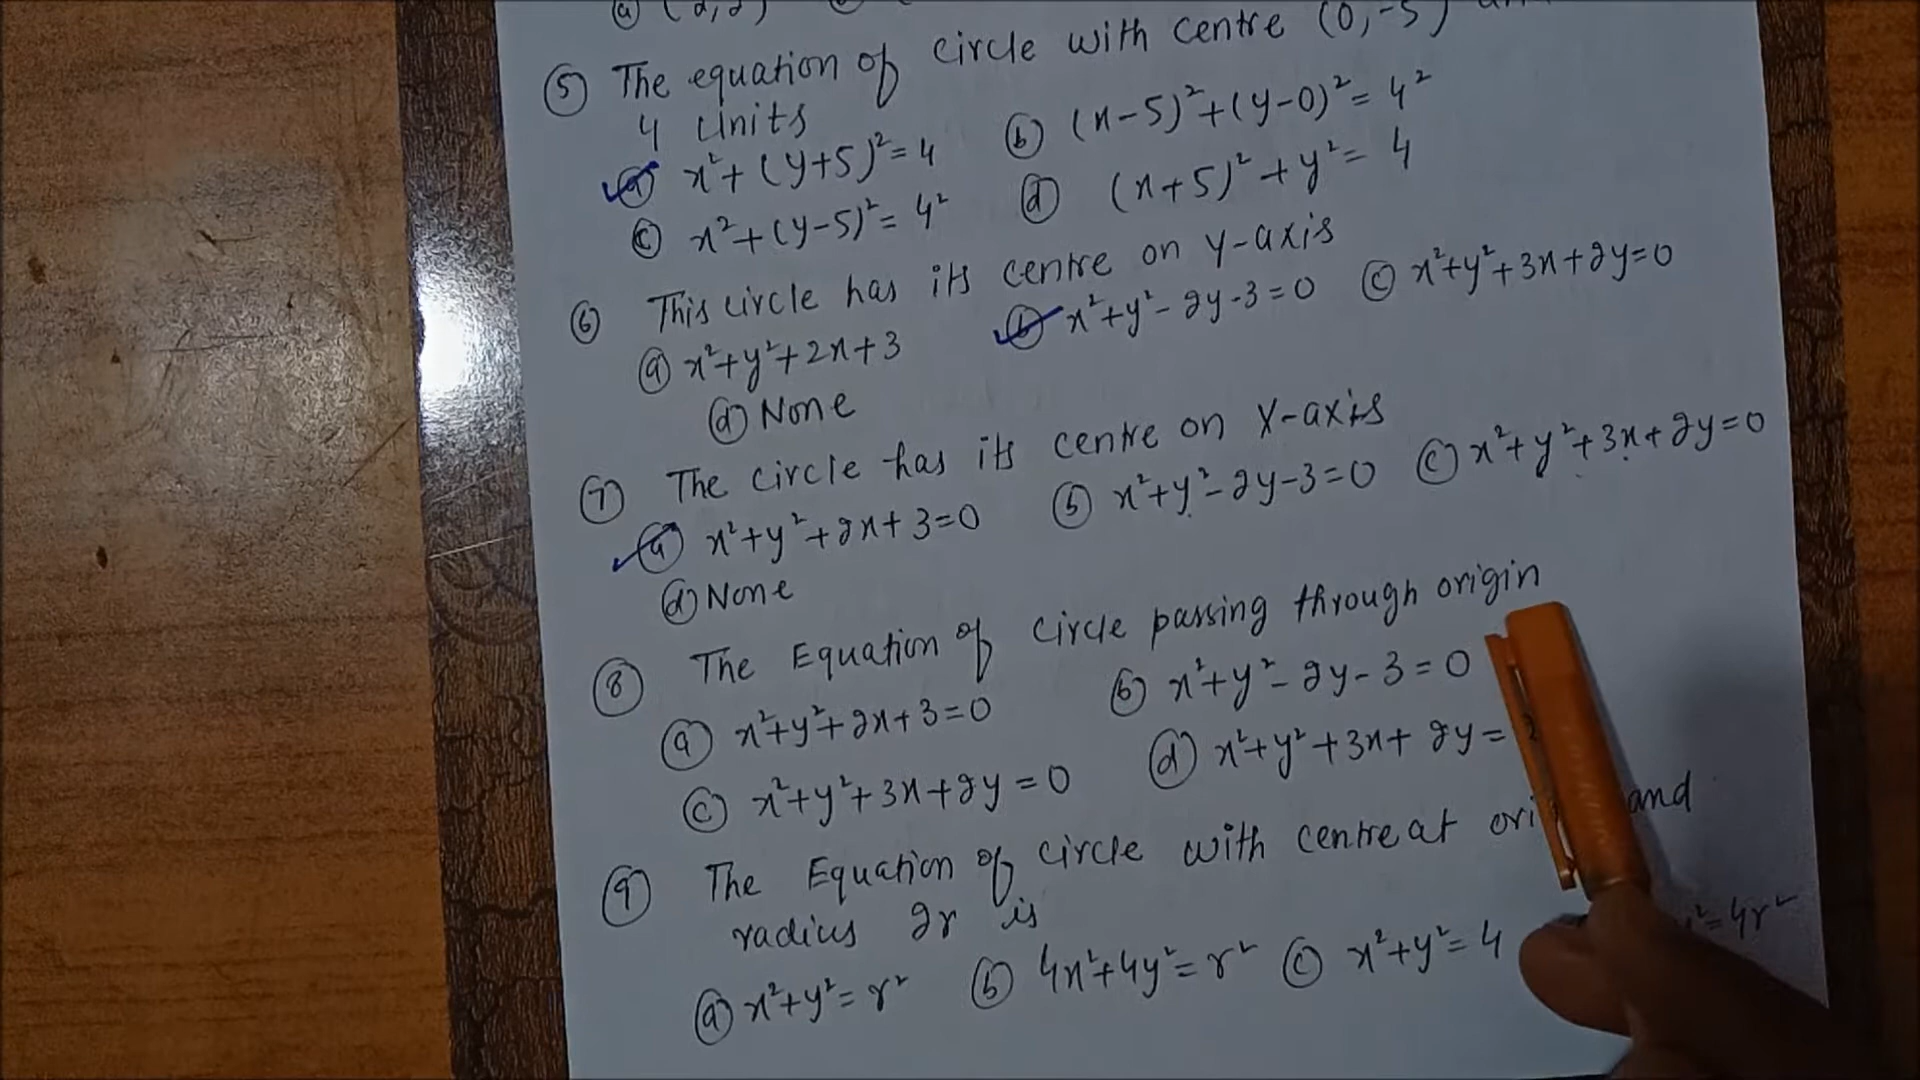 ⓐ (2,2)
⑤ The equation of circle with centre (0,-5)
4 Units
ⓐ x²+(y+5)²=4 ⓑ (x-5)²+(y-0)²=4²
ⓒ x²+(y-5)²=4² ⓓ (x+5)²+y²=4
⑥ This circle has its centre on y-axis
ⓐ x²+y²+2x+3 ⓑ x²+y²-2y-3=0 ⓒ x²+y²+3x+2y=0
ⓓ None
⑦ The circle has its centre on X-axis
ⓐ x²+y²+2x+3=0 ⓑ x²+y²-2y-3=0 ⓒ x²+y²+3x+2y=0
ⓓ None
⑧ The Equation of circle passing through origin
ⓐ x²+y²+2x+3=0 ⓑ x²+y²-2y-3=0
ⓒ x²+y²+3x+2y=0 ⓓ x²+y²+3x+2y=
⑨ The Equation of circle with centre at ori and
radius 2r is
ⓐ x²+y²=r² ⓑ 4x²+4y²=r² ⓒ x²+y²=4 y²=4r²